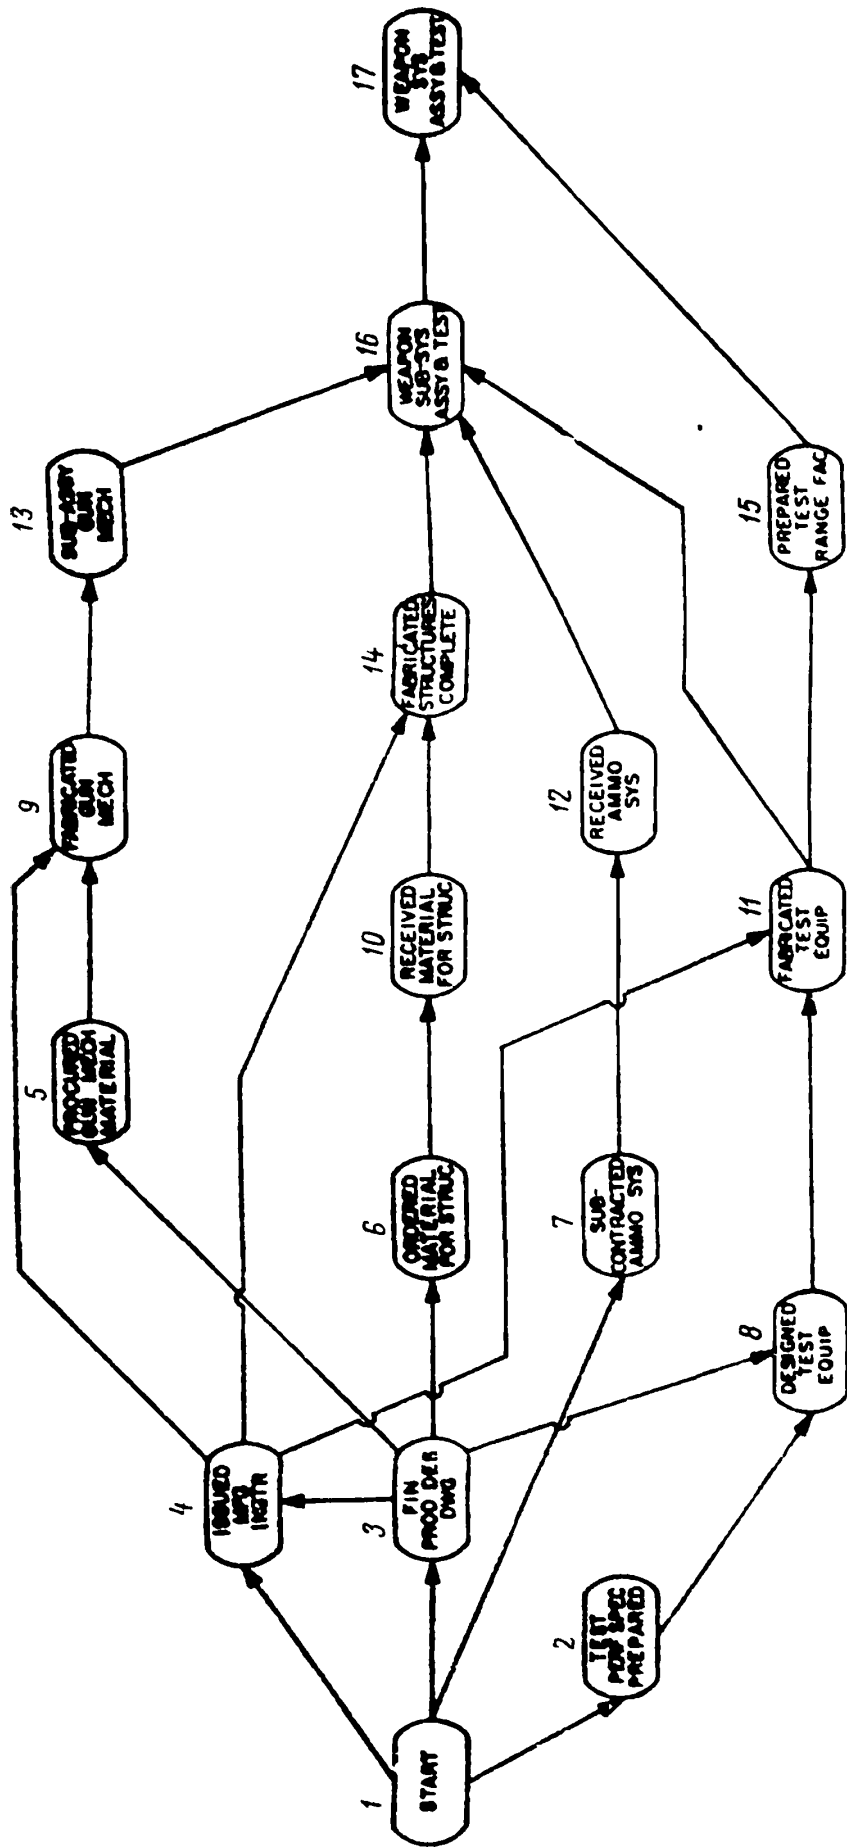 1
START
2
TEST
PERF SPEC
PREPARED
3
FIN
PROD DER
DWG
4
ISSUED
MFG
INSTR
5
PROCURED
GUN MECH
MATERIAL
6
ORDERED
MATERIAL
FOR STRUC
7
SUB-
CONTRACTED
AMMO SYS
8
DESIGNED
TEST
EQUIP
9
FABRICATED
GUN
MECH
10
RECEIVED
MATERIAL
FOR STRUC
11
FABRICATED
TEST
EQUIP
12
RECEIVED
AMMO
SYS
13
SUB-ASSY
GUN
MECH
14
FABRICATED
STRUCTURES
COMPLETE
15
PREPARED
TEST
RANGE FAC
16
WEAPON
SUB-SYS
ASSY & TEST
17
WEAPON
SYS
ASSY & TEST